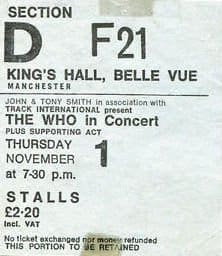 SECTION
D F21
KING'S HALL, BELLE VUE
MANCHESTER
JOHN & TONY SMITH in association with
TRACK INTERNATIONAL present
THE WHO in Concert
PLUS SUPPORTING ACT
THURSDAY
NOVEMBER 1
at 7-30 p.m.
STALLS
£2·20
Incl. VAT
No ticket exchanged nor money refunded
THIS PORTION TO BE RETAINED